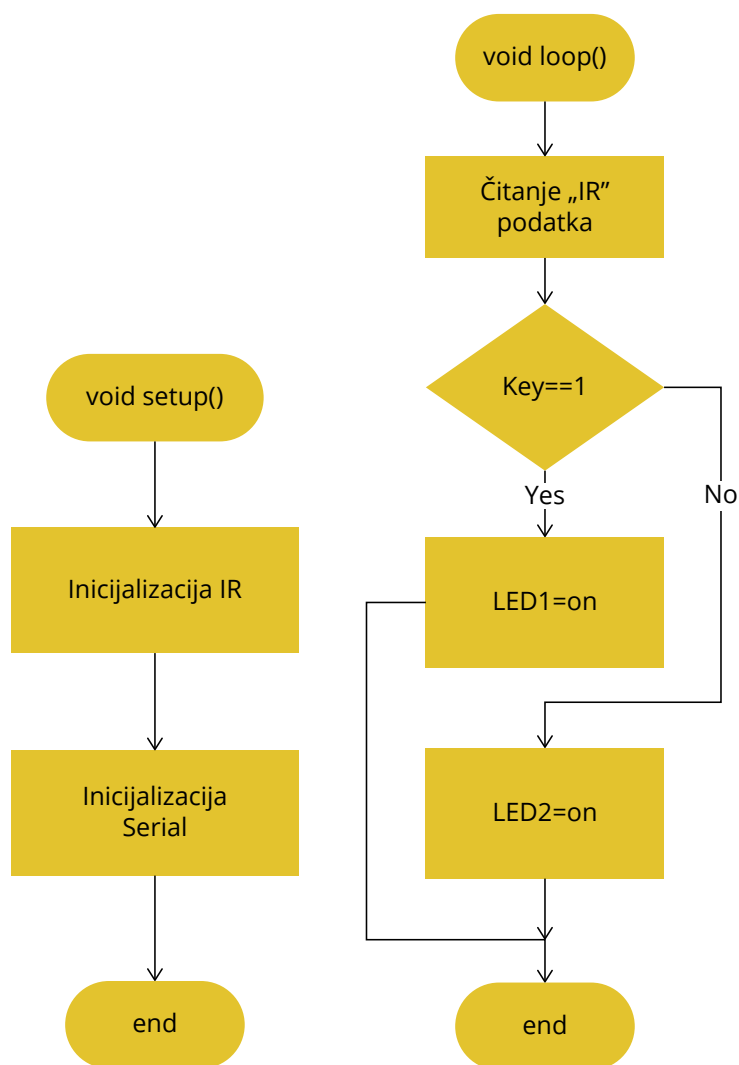 void setup()
Inicijalizacija IR
Inicijalizacija
Serial
end
void loop()
Čitanje „IR”
podatka
Key==1
Yes
No
LED1=on
LED2=on
end